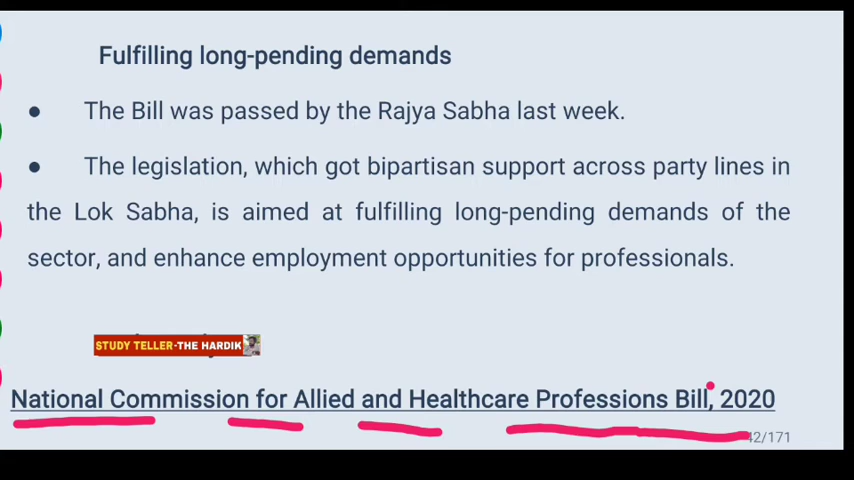 Fulfilling long-pending demands
● The Bill was passed by the Rajya Sabha last week.
● The legislation, which got bipartisan support across party lines in
the Lok Sabha, is aimed at fulfilling long-pending demands of the
sector, and enhance employment opportunities for professionals.
STUDY TELLER-THE HARDIK
National Commission for Allied and Healthcare Professions Bill, 2020
42/171